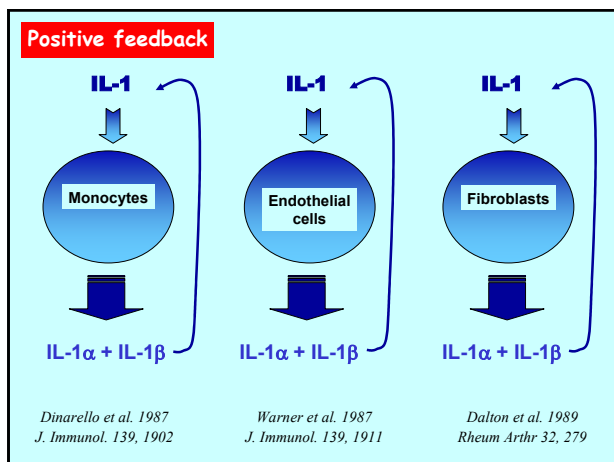 Positive feedback
IL-1
Monocytes
IL-1α + IL-1β
Dinarello et al. 1987
J. Immunol. 139, 1902
IL-1
Endothelial
cells
IL-1α + IL-1β
Warner et al. 1987
J. Immunol. 139, 1911
IL-1
Fibroblasts
IL-1α + IL-1β
Dalton et al. 1989
Rheum Arthr 32, 279